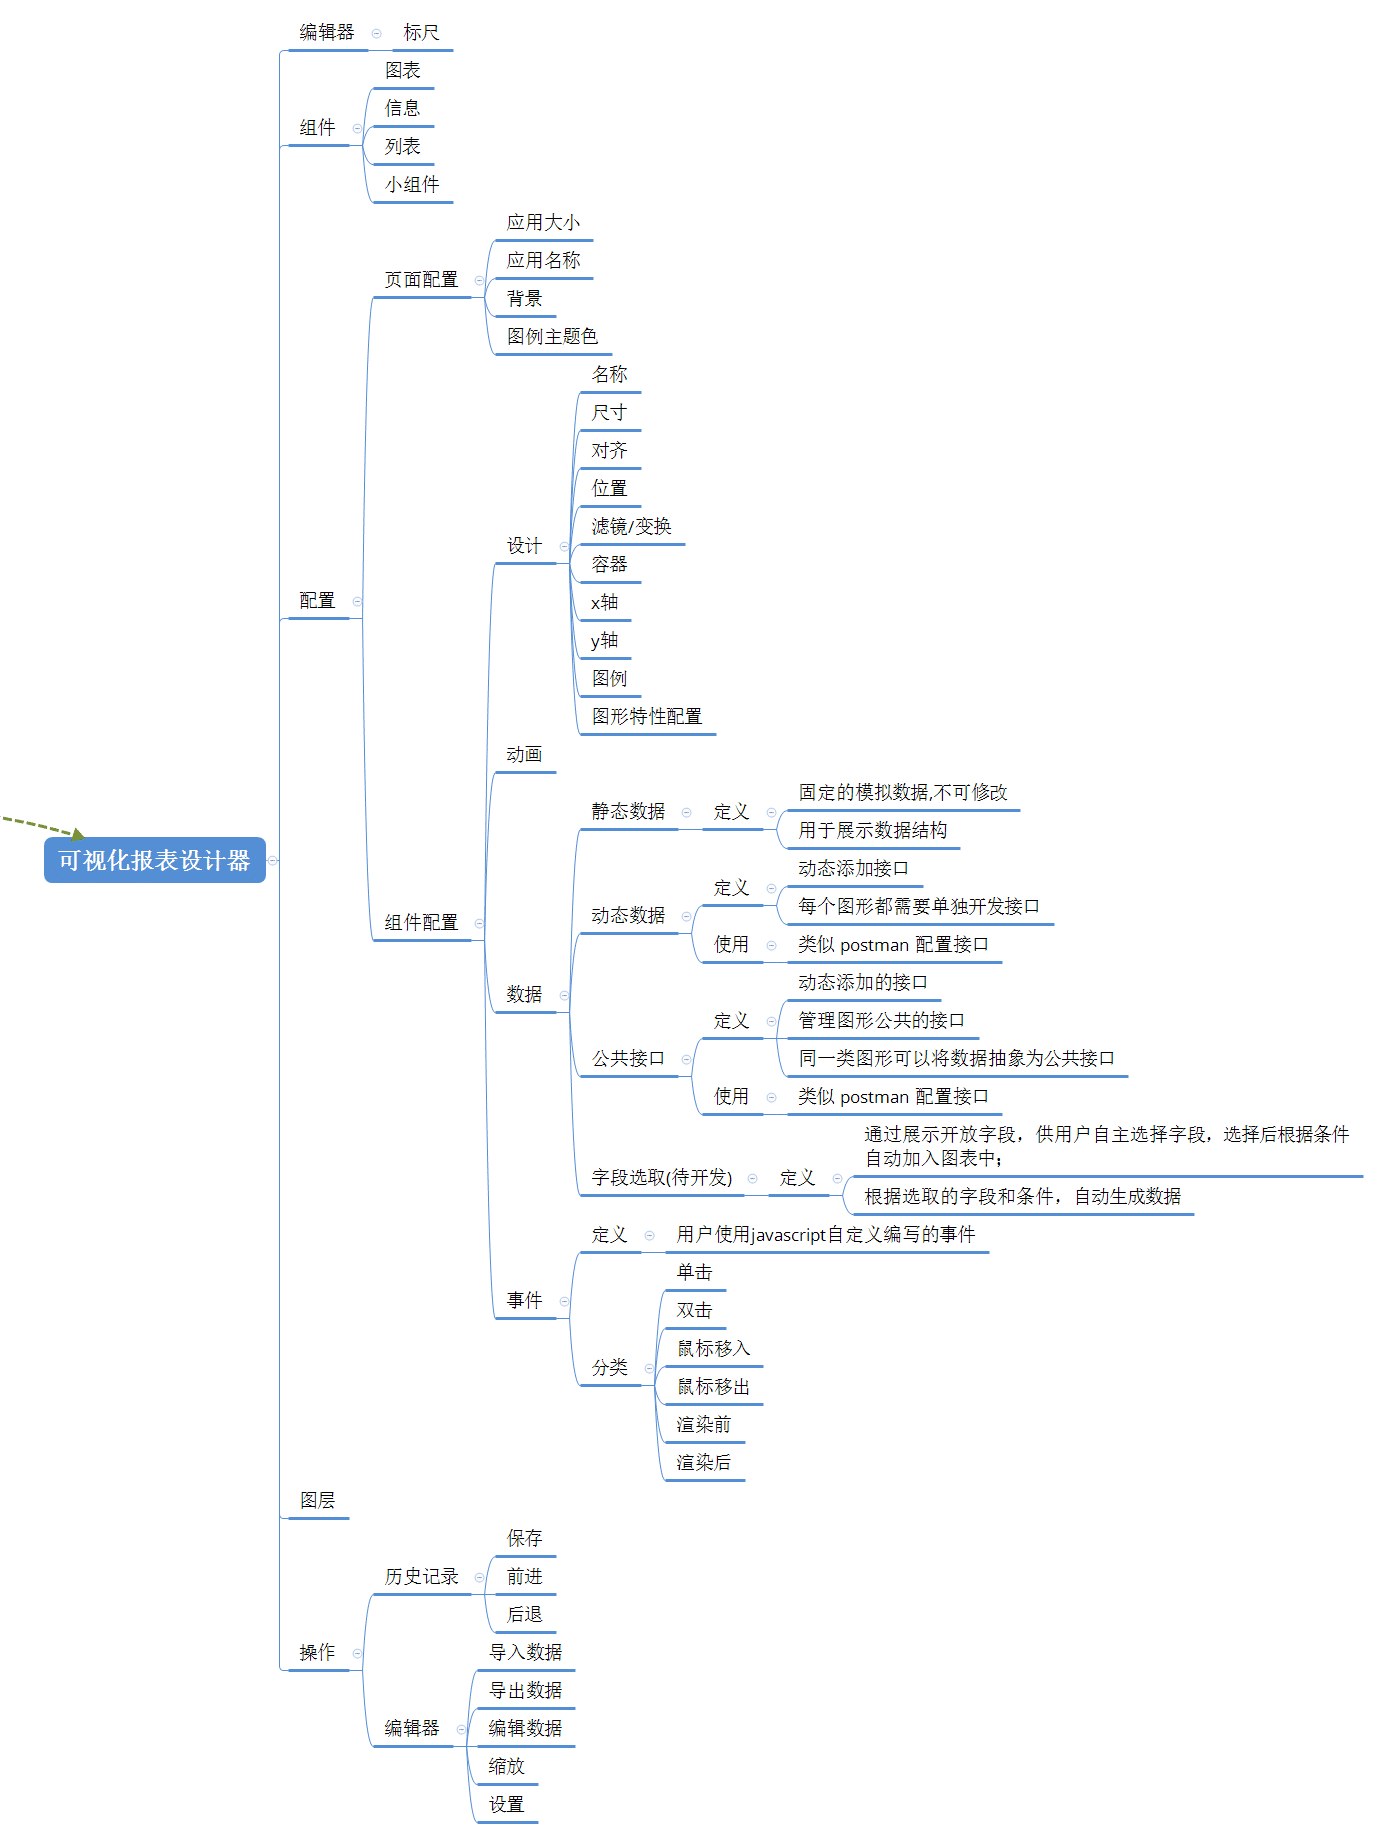 编辑器
标尺
图表
信息
组件
列表
小组件
应用大小
应用名称
页面配置
背景
图例主题色
名称
尺寸
对齐
位置
滤镜/变换
设计
容器
配置
x轴
y轴
图例
图形特性配置
动画
固定的模拟数据,不可修改
静态数据
定义
用于展示数据结构
可视化报表设计器
动态添加接口
定义
每个图形都需要单独开发接口
动态数据
组件配置
使用
类似 postman 配置接口
动态添加的接口
数据
定义
管理图形公共的接口
公共接口
同一类图形可以将数据抽象为公共接口
使用
类似 postman 配置接口
通过展示开放字段，供用户自主选择字段，选择后根据条件
自动加入图表中；
字段选取(待开发)
定义
根据选取的字段和条件，自动生成数据
定义
用户使用javascript自定义编写的事件
单击
事件
双击
鼠标移入
分类
鼠标移出
渲染前
渲染后
图层
保存
历史记录
前进
后退
操作
导入数据
导出数据
编辑器
编辑数据
缩放
设置